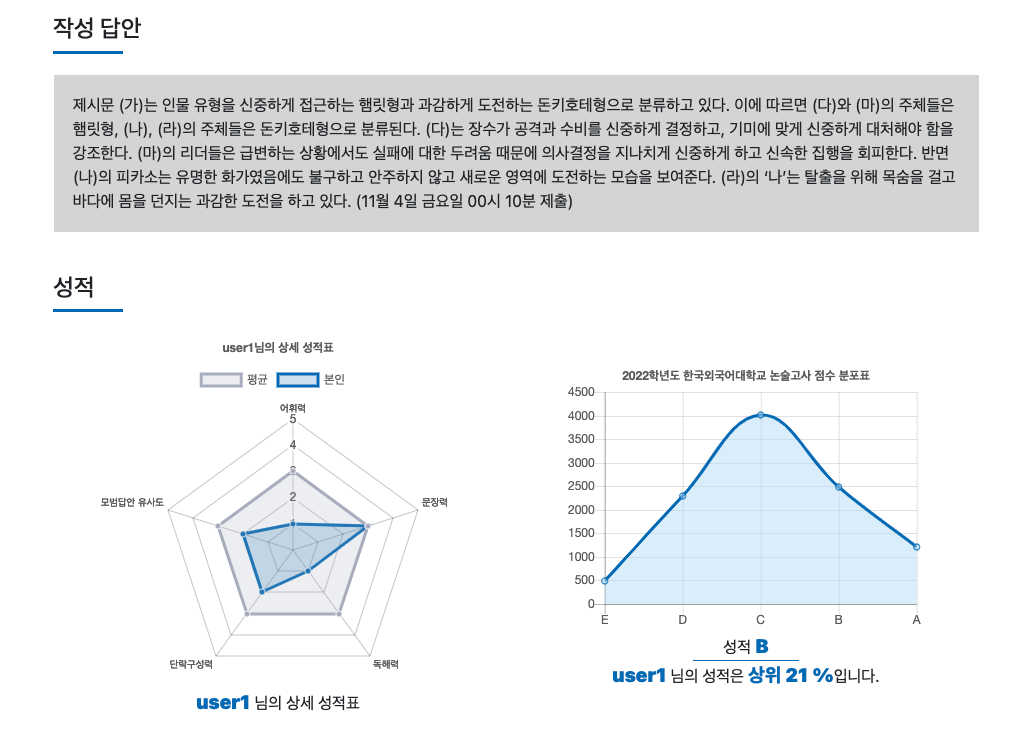 작성 답안
제시문 (가)는 인물 유형을 신중하게 접근하는 햄릿형과 과감하게 도전하는 돈키호테형으로 분류하고 있다. 이에 따르면 (다)와 (마)의 주체들은
햄릿형, (나), (라)의 주체들은 돈키호테형으로 분류된다. (다)는 장수가 공격과 수비를 신중하게 결정하고, 기미에 맞게 신중하게 대처해야 함을
강조한다. (마)의 리더들은 급변하는 상황에서도 실패에 대한 두려움 때문에 의사결정을 지나치게 신중하게 하고 신속한 집행을 회피한다. 반면
(나)의 피카소는 유명한 화가였음에도 불구하고 안주하지 않고 새로운 영역에 도전하는 모습을 보여준다. (라)의 ‘나’는 탈출을 위해 목숨을 걸고
바다에 몸을 던지는 과감한 도전을 하고 있다. (11월 4일 금요일 00시 10분 제출)
성적
user1님의 상세 성적표
평균 본인
어휘력
5
4
3
2
1
모범답안 유사도
문장력
단락구성력
독해력
user1 님의 상세 성적표
2022학년도 한국외국어대학교 논술고사 점수 분포표
4500
4000
3500
3000
2500
2000
1500
1000
500
0
E D C B A
성적 B
user1 님의 성적은 상위 21 %입니다.